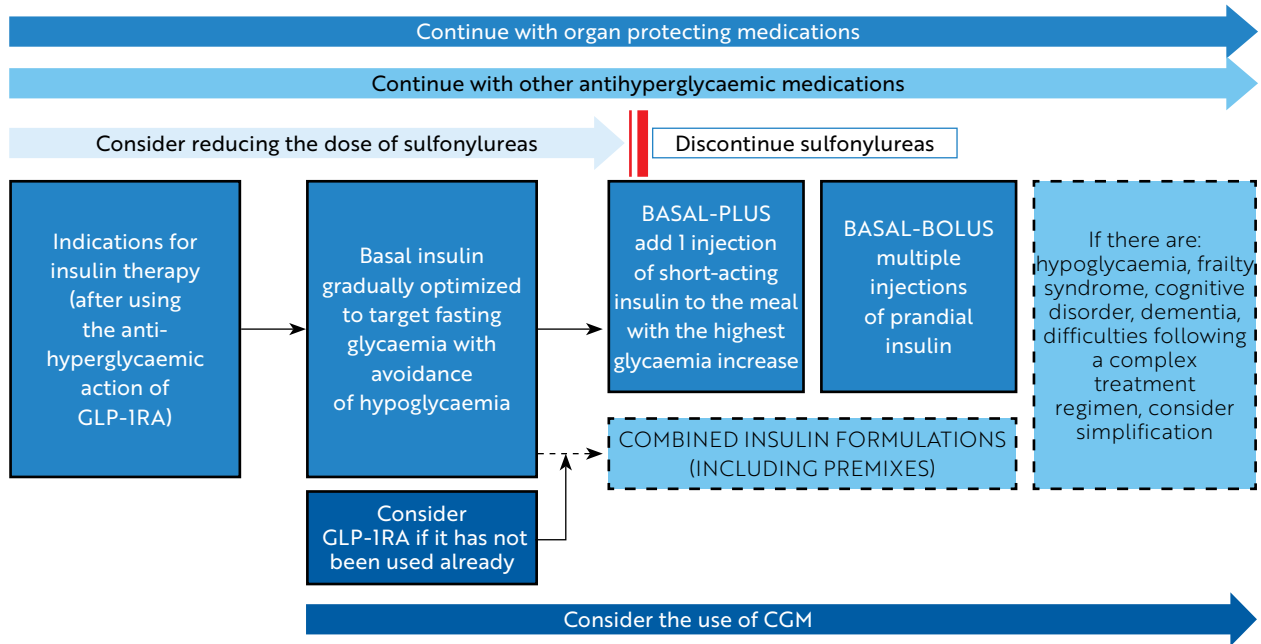 Continue with organ protecting medications
Continue with other antihyperglycaemic medications
Consider reducing the dose of sulfonylureas
Discontinue sulfonylureas
Indications for
insulin therapy
(after using
the anti-
hyperglycaemic
action of
GLP-1RA)
Basal insulin
gradually optimized
to target fasting
glycaemia with
avoidance
of hypoglycaemia
BASAL-PLUS
add 1 injection
of short-acting
insulin to the meal
with the highest
glycaemia increase
BASAL-BOLUS
multiple
injections
of prandial
insulin
If there are:
hypoglycaemia, frailty
syndrome, cognitive
disorder, dementia,
difficulties following
a complex
treatment
regimen, consider
simplification
COMBINED INSULIN FORMULATIONS
(INCLUDING PREMIXES)
Consider
GLP-1RA if it has not
been used already
Consider the use of CGM